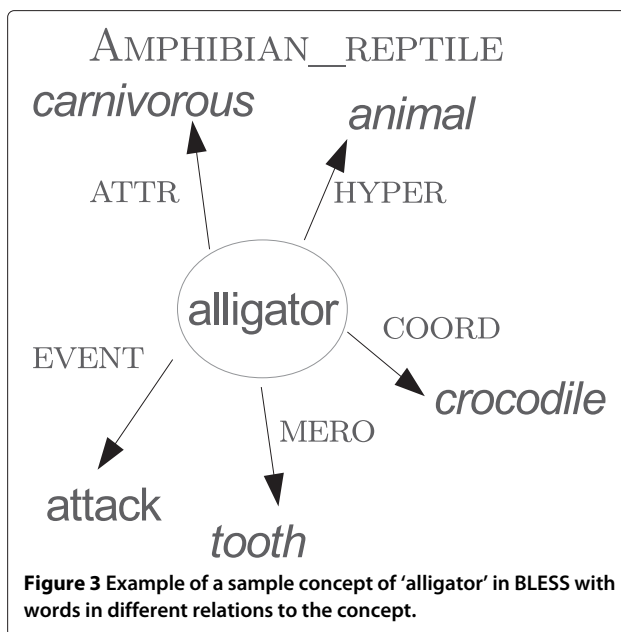 AMPHIBIAN_REPTILE
carnivorous
animal
ATTR
HYPER
alligator
COORD
EVENT
crocodile
MERO
attack
tooth
Figure 3 Example of a sample concept of ‘alligator’ in BLESS with
words in different relations to the concept.